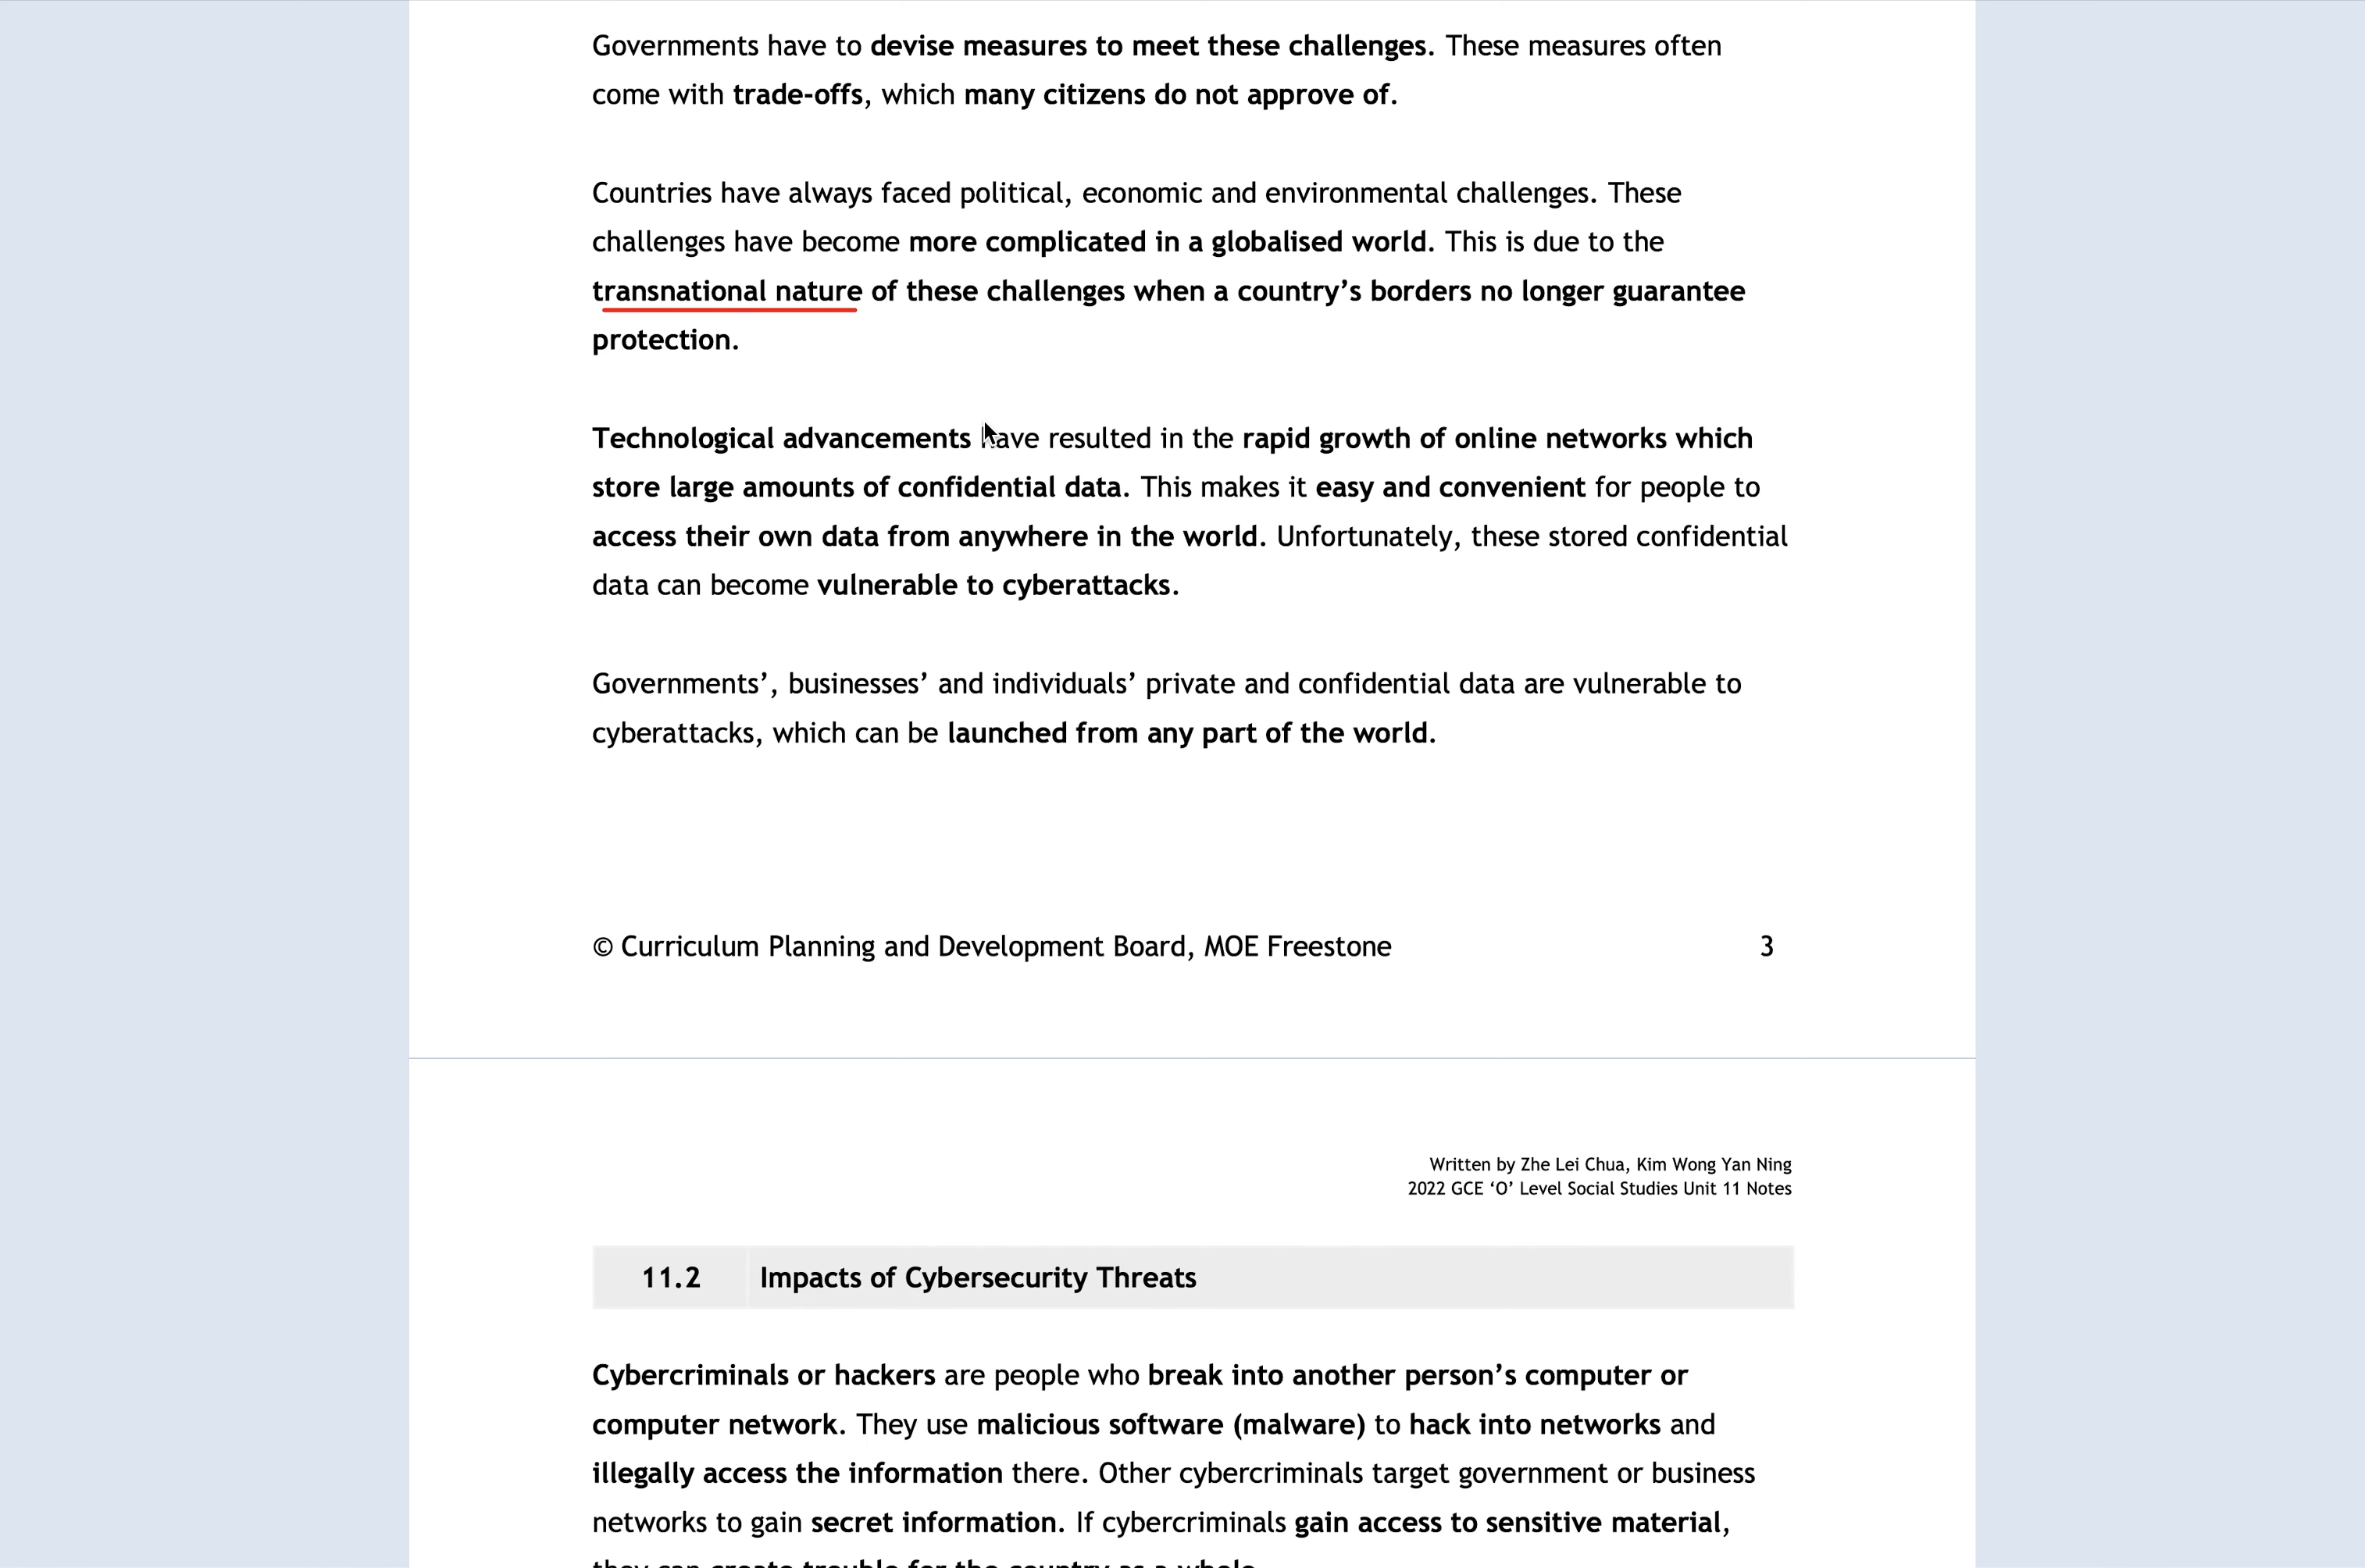 Governments have to devise measures to meet these challenges. These measures often
come with trade-offs, which many citizens do not approve of.
Countries have always faced political, economic and environmental challenges. These
challenges have become more complicated in a globalised world. This is due to the
transnational nature of these challenges when a country’s borders no longer guarantee
protection.
Technological advancements have resulted in the rapid growth of online networks which
store large amounts of confidential data. This makes it easy and convenient for people to
access their own data from anywhere in the world. Unfortunately, these stored confidential
data can become vulnerable to cyberattacks.
Governments’, businesses’ and individuals’ private and confidential data are vulnerable to
cyberattacks, which can be launched from any part of the world.
© Curriculum Planning and Development Board, MOE Freestone 3
Written by Zhe Lei Chua, Kim Wong Yan Ning
2022 GCE ‘O’ Level Social Studies Unit 11 Notes
11.2 Impacts of Cybersecurity Threats
Cybercriminals or hackers are people who break into another person’s computer or
computer network. They use malicious software (malware) to hack into networks and
illegally access the information there. Other cybercriminals target government or business
networks to gain secret information. If cybercriminals gain access to sensitive material,
they can create trouble for the country as a whole.